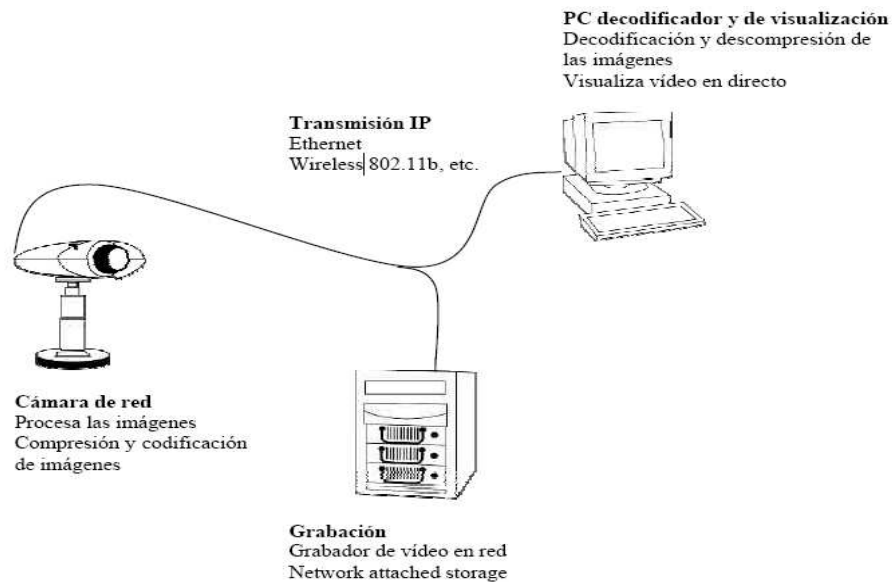 PC decodificador y de visualización
Decodificación y descompresión de
las imágenes
Visualiza vídeo en directo
Transmisión IP
Ethernet
Wireless 802.11b, etc.
Cámara de red
Procesa las imágenes
Compresión y codificación
de imágenes
Grabación
Grabador de vídeo en red
Network attached storage